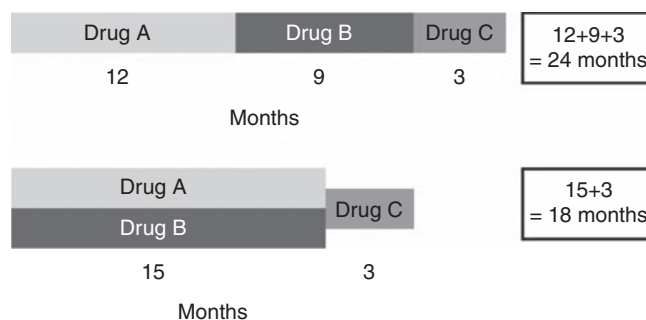 Drug A Drug B Drug C
12 9 3
Months
12+9+3
= 24 months
Drug A
Drug B
Drug C
15 3
Months
15+3
= 18 months